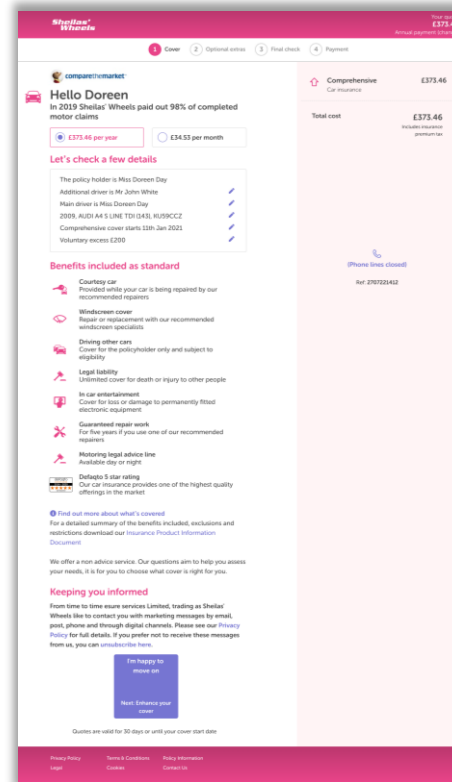 Sheilas'
Wheels
Your
£373.4
Annual payment
1 Cover 2 Optional extras 3 Final check 4 Payment
comparethemarket
Hello Doreen
In 2019 Sheilas' Wheels paid out 98% of completed
motor claims
£373.46 per year £34.53 per month
Let's check a few details
The policy holder is Miss Doreen Day
Additional driver is Mr John White
Main driver is Miss Doreen Day
2009, AUDI A4 S LINE TDI (143), KU59CCZ
Comprehensive cover starts 11th Jan 2021
Voluntary excess £200
Benefits included as standard
Courtesy car
Provided while your car is being repaired by our
recommended repairers
Windscreen cover
Repair or replacement with our recommended
windscreen specialists
Driving other cars
Cover for the policyholder only and subject to
eligibility
Legal liability
Unlimited cover for death or injury to other people
In car entertainment
Cover for loss or damage to permanently fitted
electronic equipment
Guaranteed repair work
For five years if you use one of our recommended
repairers
Motoring legal advice line
Available day or night
Defaqto 5 star rating
Our car insurance provides one of the highest quality
offerings in the market
Find out more about what's covered
For a detailed summary of the benefits included, exclusions and
restrictions download our Insurance Product Information
Document
We offer a non advice service. Our questions aim to help you assess
your needs, it is for you to choose what cover is right for you.
Keeping you informed
From time to time esure services Limited, trading as Sheilas'
Wheels like to contact you with marketing messages by email,
post, phone and through digital channels. Please see our Privacy
Policy for full details. If you prefer not to receive these messages
from us, you can unsubscribe here.
I'm happy to
move on
Next: Enhance your
cover
Quotes are valid for 30 days or until your cover start date
Comprehensive £373.46
Car insurance
Total cost £373.46
Includes insurance
premium tax
(Phone lines closed)
Ref: 2707221412
Privacy Policy Terms & Conditions Policy Information
Legal Cookies Contact Us